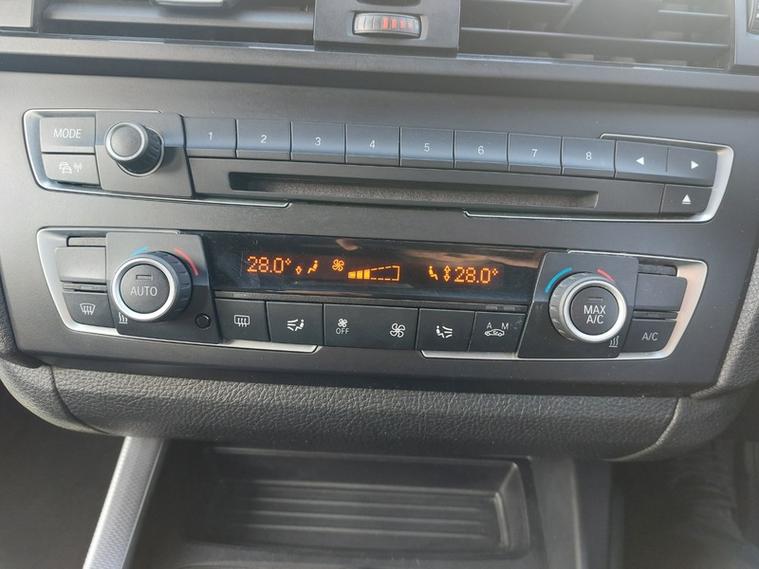 MODE 1 2 3 4 5 6 7 8
28.0° 28.0°
AUTO MAX A/C
OFF A M A/C